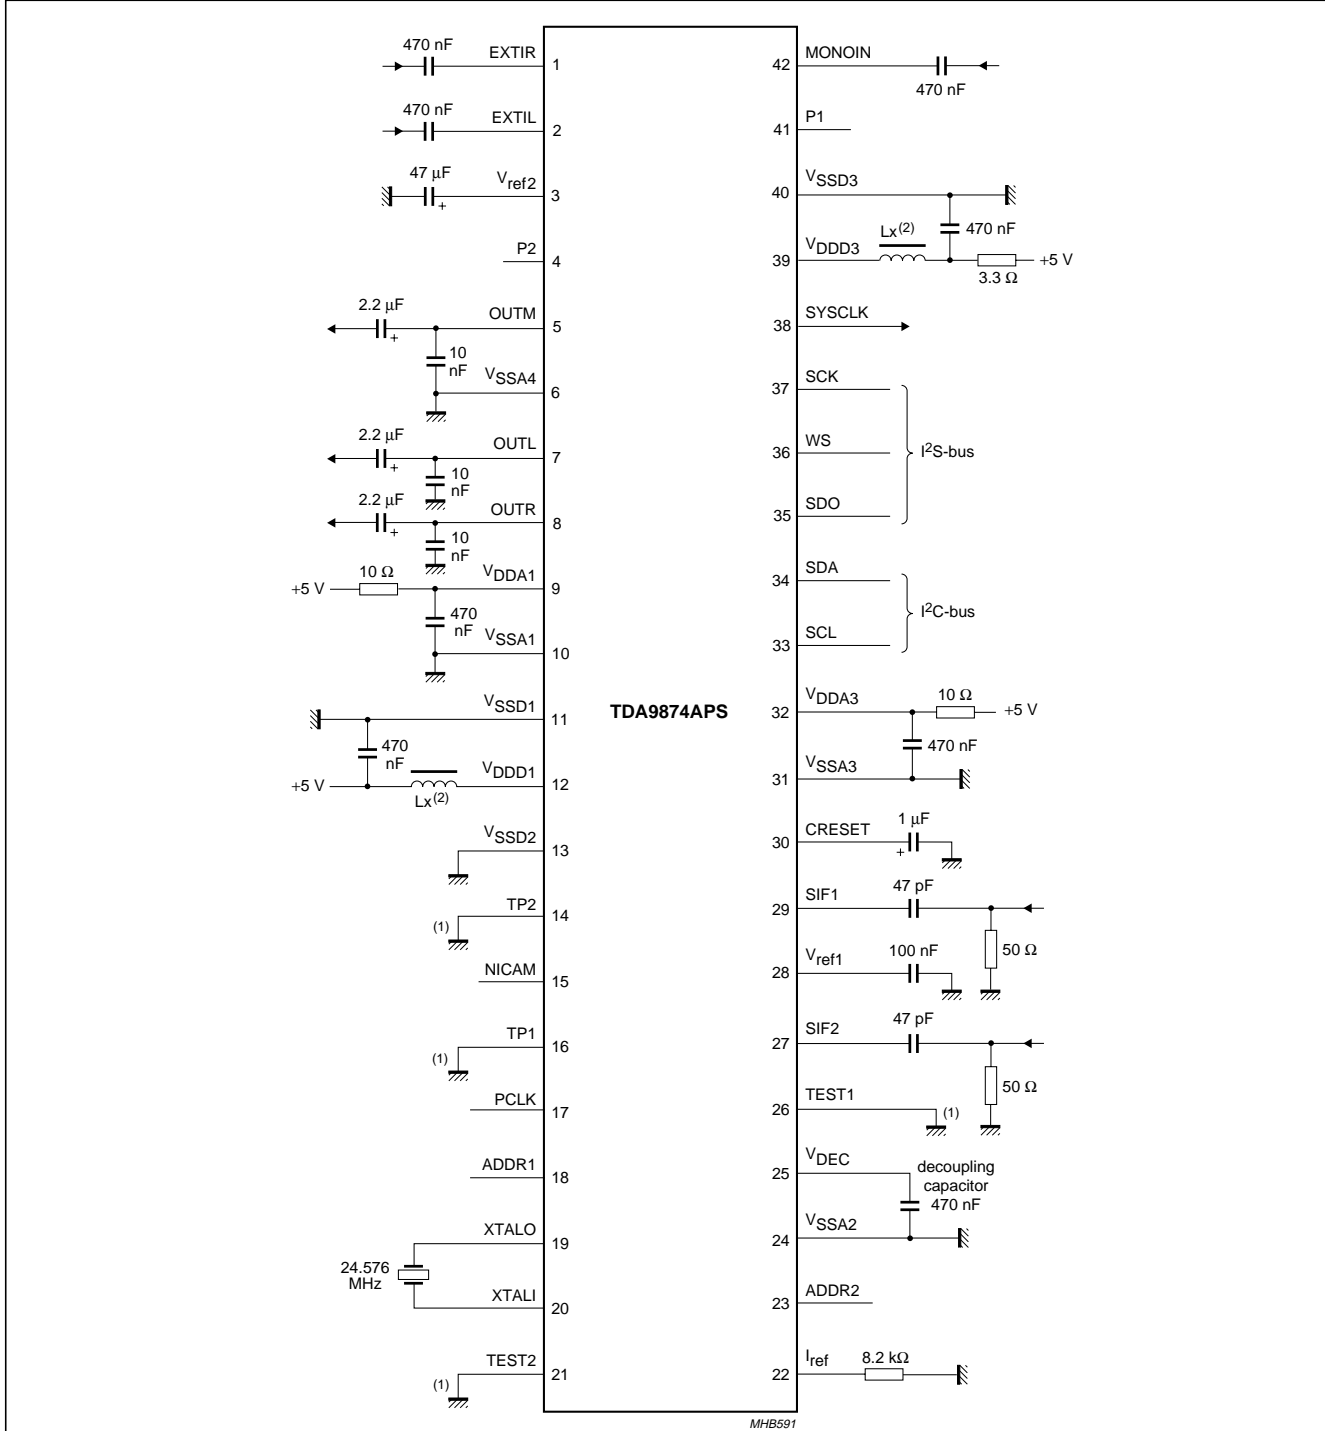 470 nF
EXTIR
1
470 nF
EXTIL
2
47 µF
+
Vref2
3
P2
4
2.2 µF
+
OUTM
5
10
nF
VSSA4
6
2.2 µF
+
OUTL
7
10
nF
2.2 µF
+
OUTR
8
10
nF
+5 V
10 Ω
VDDA1
9
470
nF
VSSA1
10
VSSD1
11
470
nF
+5 V
Lx(2)
VDDD1
12
VSSD2
13
TP2
14
(1)
NICAM
15
TP1
16
(1)
PCLK
17
ADDR1
18
XTALO
19
24.576
MHz
XTALI
20
TEST2
21
(1)
TDA9874APS
42
MONOIN
470 nF
41
P1
40
VSSD3
470 nF
39
VDDD3
Lx(2)
3.3 Ω
+5 V
38
SYSCLK
37
SCK
36
WS
I2S-bus
35
SDO
34
SDA
I2C-bus
33
SCL
32
VDDA3
10 Ω
+5 V
470 nF
31
VSSA3
30
CRESET
1 µF
+
29
SIF1
47 pF
50 Ω
28
Vref1
100 nF
27
SIF2
47 pF
50 Ω
26
TEST1
(1)
25
VDEC
decoupling
capacitor
470 nF
24
VSSA2
23
ADDR2
22
Iref
8.2 kΩ
MHB591